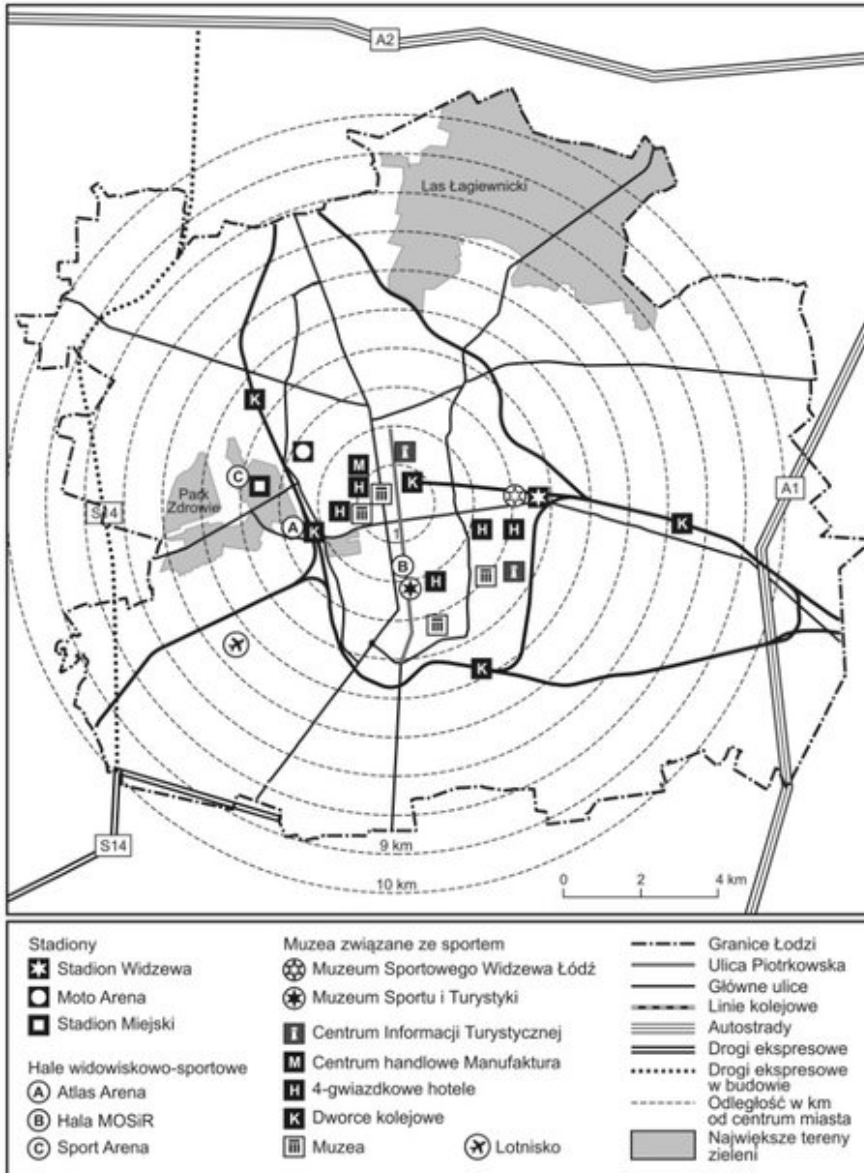 A2
Las Łagiewnicki
K
M
i
H
K
C
Park
Zdrowie
S14
A1
H
H
H
K
A
K
1
B
H
i
K
9 km
10 km
S14
0 2 4 km
Stadiony
Stadion Widzewa
Moto Arena
Stadion Miejski
Hale widowiskowo-sportowe
A Atlas Arena
B Hala MOSiR
C Sport Arena
Muzea związane ze sportem
Muzeum Sportowego Widzewa Łódź
Muzeum Sportu i Turystyki
i Centrum Informacji Turystycznej
M Centrum handlowe Manufaktura
H 4-gwiazdkowe hotele
K Dworce kolejowe
Muzea
Lotnisko
Granice Łodzi
Ulica Piotrkowska
Główne ulice
Linie kolejowe
Autostrady
Drogi ekspresowe
Drogi ekspresowe
w budowie
Odległość w km
od centrum miasta
Największe tereny
zieleni